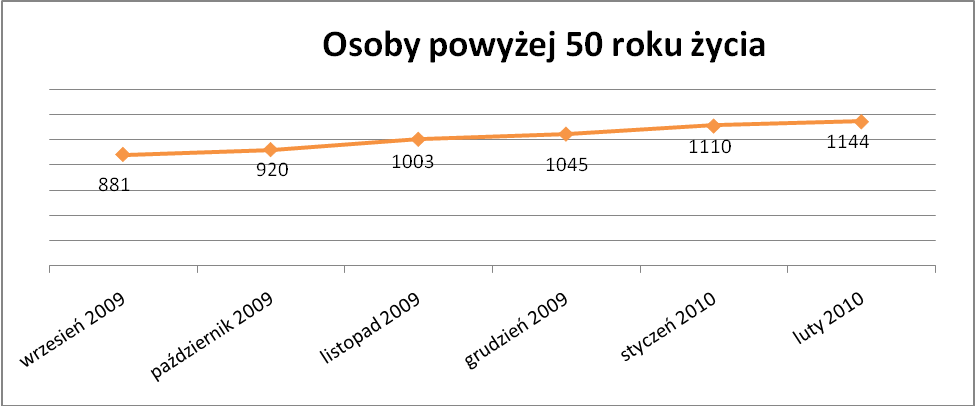 Osoby powyżej 50 roku życia
881
920
1003
1045
1110
1144
wrzesień 2009
październik 2009
listopad 2009
grudzień 2009
styczeń 2010
luty 2010